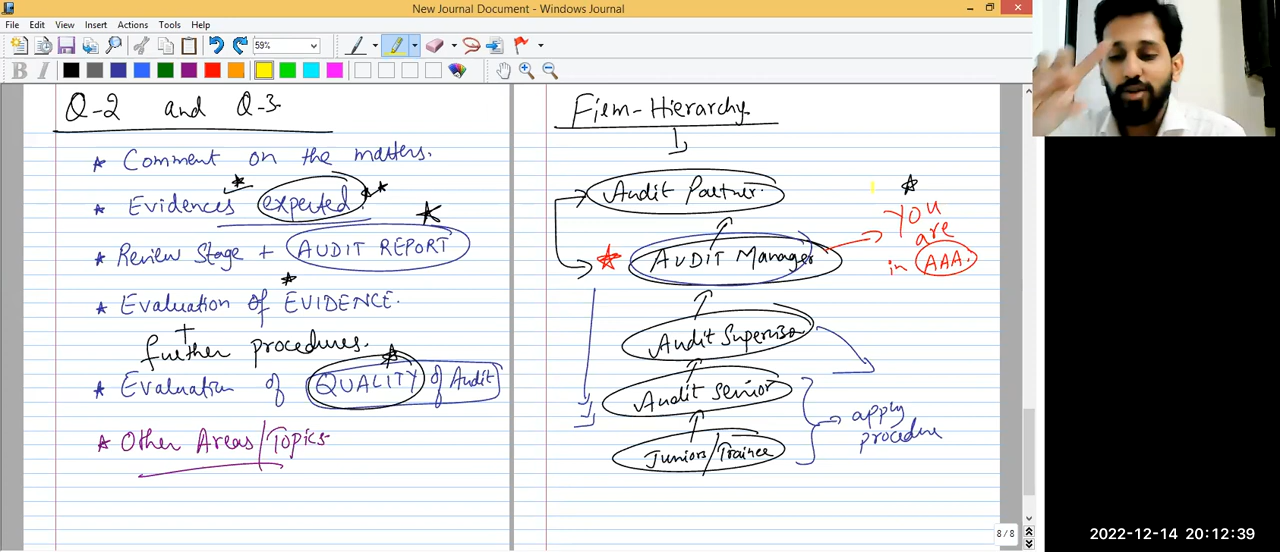 New Journal Document - Windows Journal
File Edit View Insert Actions Tools Help
59%
B I
Q-2 and Q-3
★ Comment on the matters.
★ Evidences expected
★ Review Stage + AUDIT REPORT
★ Evaluation of EVIDENCE.
+
further procedures.
★ Evaluation of QUALITY of Audit
★ Other Areas/Topics
Firm-Hierarchy
Audit Partner
AUDIT Manager
YOU
are
in AAA.
Audit Supervisor
Audit Senior
Juniors/Trainee
apply
procedure
8/8
2022-12-14 20:12:39